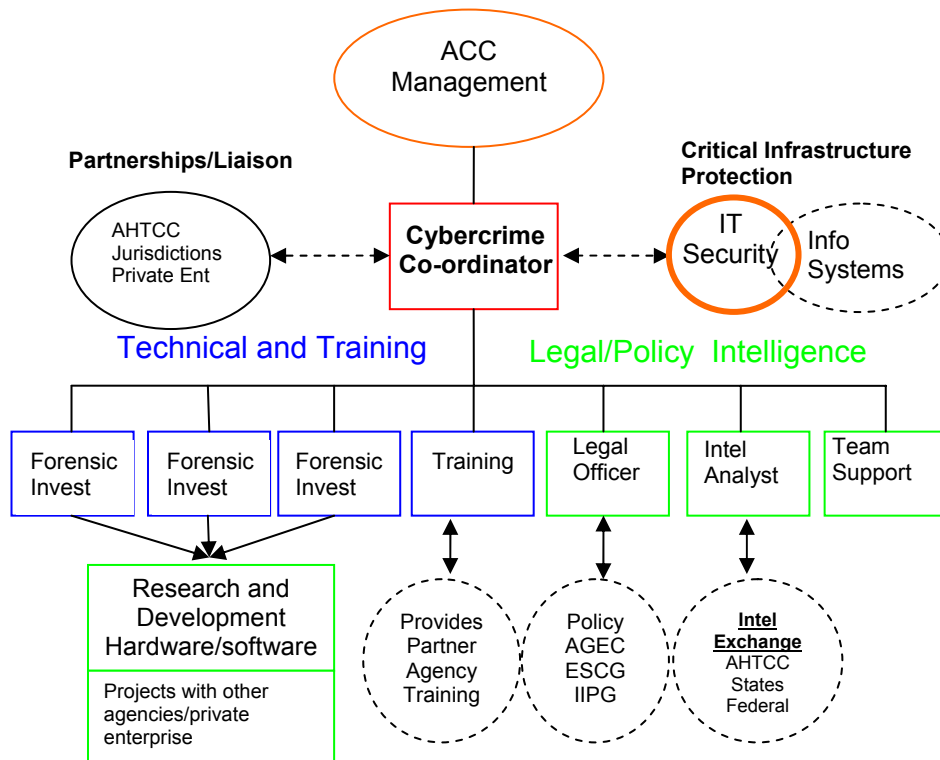 ACC
Management
Partnerships/Liaison
Critical Infrastructure
Protection
AHTCC
Jurisdictions
Private Ent
Cybercrime
Co-ordinator
IT
Security
Info
Systems
Technical and Training
Legal/Policy Intelligence
Forensic
Invest
Forensic
Invest
Forensic
Invest
Training
Legal
Officer
Intel
Analyst
Team
Support
Research and
Development
Hardware/software
Projects with other
agencies/private
enterprise
Provides
Partner
Agency
Training
Policy
AGEC
ESCG
IIPG
Intel
Exchange
AHTCC
States
Federal